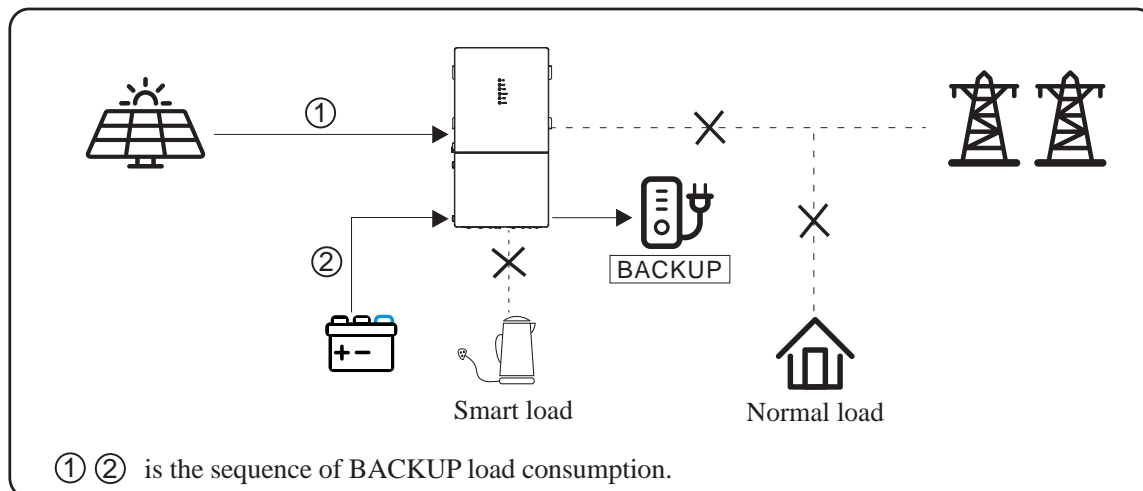 ①
②
BACKUP
Smart load
Normal load
① ② is the sequence of BACKUP load consumption.